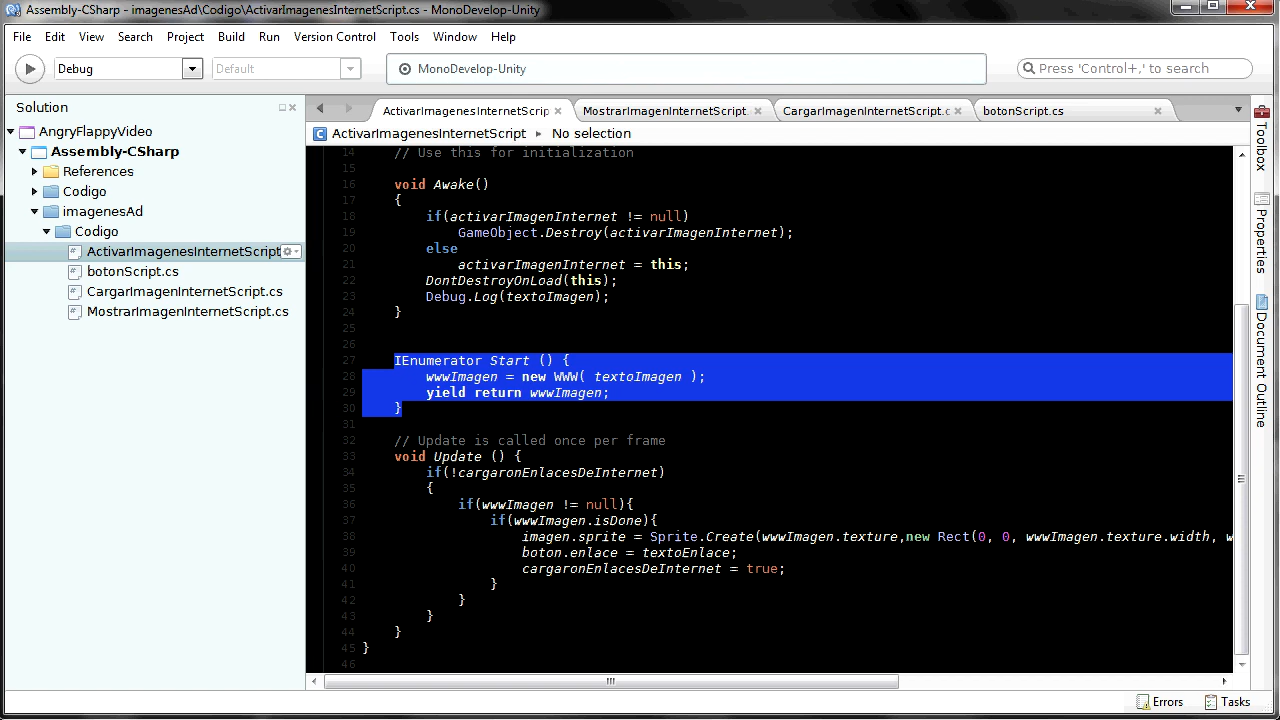 Assembly-CSharp - imagenesAd\Codigo\ActivarImagenesInternetScript.cs - MonoDevelop-Unity
File Edit View Search Project Build Run Version Control Tools Window Help
Debug Default MonoDevelop-Unity Press 'Control+,' to search
Solution
AngryFlappyVideo
Assembly-CSharp
References
Codigo
imagenesAd
Codigo
ActivarImagenesInternetScript
botonScript.cs
CargarImagenInternetScript.cs
MostrarImagenInternetScript.cs
ActivarImagenesInternetScrip MostrarImagenInternetScript. CargarImagenInternetScript.c botonScript.cs
ActivarImagenesInternetScript No selection
14 // Use this for initialization
15
16 void Awake()
17 {
18 if(activarImagenInternet != null)
19 GameObject.Destroy(activarImagenInternet);
20 else
21 activarImagenInternet = this;
22 DontDestroyOnLoad(this);
23 Debug.Log(textoImagen);
24 }
25
26
27 IEnumerator Start () {
28 wwwImagen = new WWW( textoImagen );
29 yield return wwwImagen;
30 }
31
32 // Update is called once per frame
33 void Update () {
34 if(!cargaronEnlacesDeInternet)
35 {
36 if(wwwImagen != null){
37 if(wwwImagen.isDone){
38 imagen.sprite = Sprite.Create(wwwImagen.texture,new Rect(0, 0, wwwImagen.texture.width, w
39 boton.enlace = textoEnlace;
40 cargaronEnlacesDeInternet = true;
41 }
42 }
43 }
44 }
45 }
46
Toolbox
Properties
Document Outline
Errors Tasks